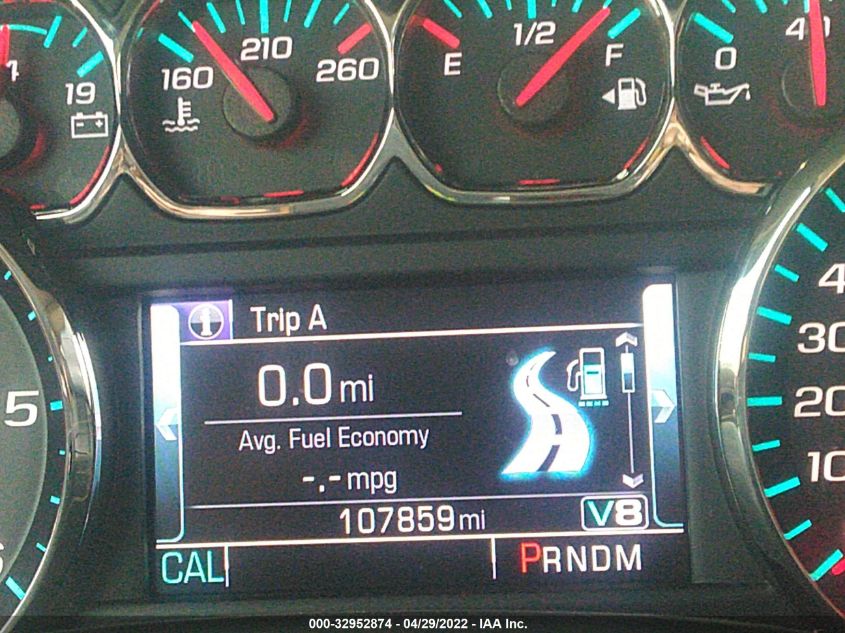 19
160 210 260
E 1/2 F
0
Trip A
0.0 mi
Avg. Fuel Economy
-.- mpg
107859 mi V8
CAL PRNDM
5
4
30
20
10
000-32952874 - 04/29/2022 - IAA Inc.